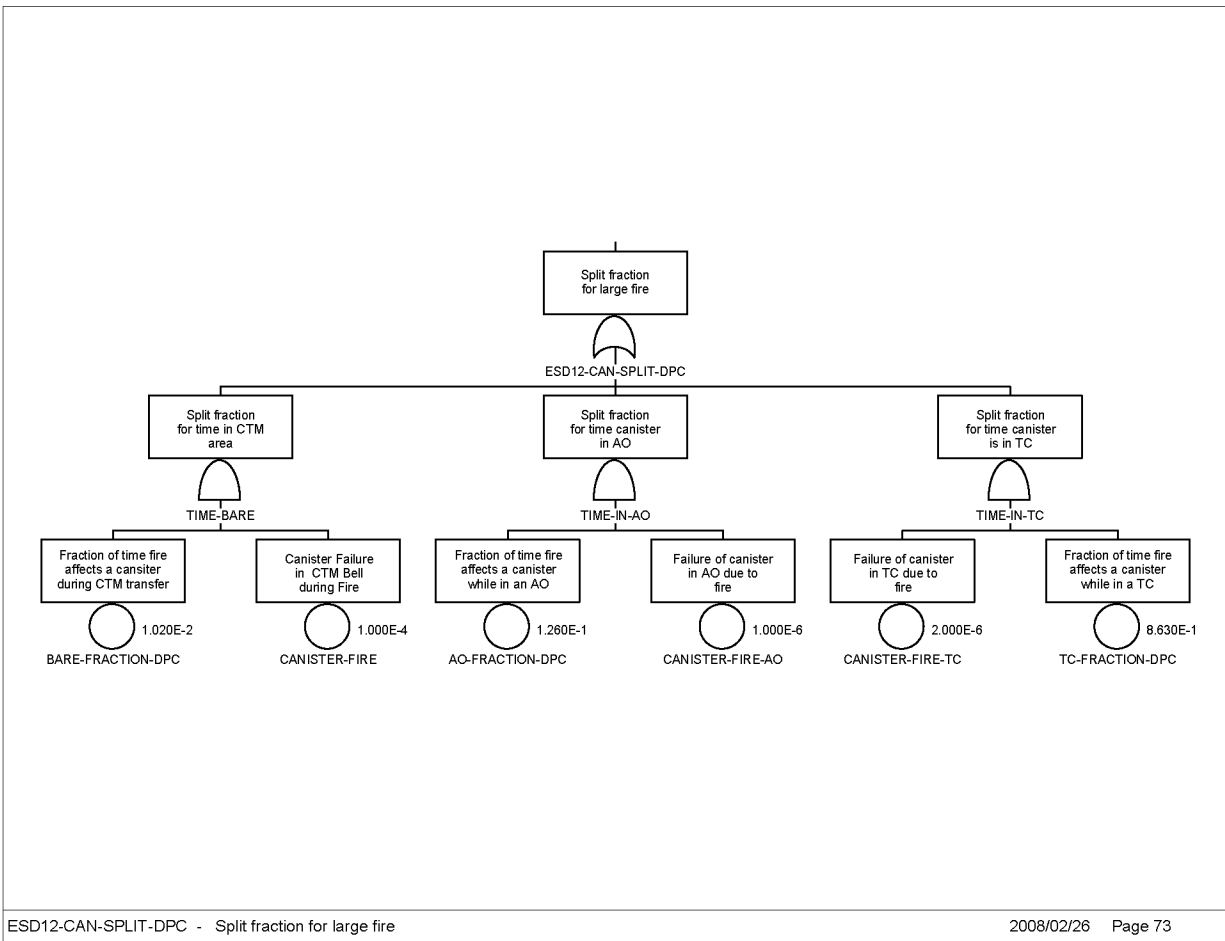 Split fraction
for large fire
ESD12-CAN-SPLIT-DPC
Split fraction
for time in CTM
area
TIME-BARE
Split fraction
for time canister
in AO
TIME-IN-AO
Split fraction
for time canister
is in TC
TIME-IN-TC
Fraction of time fire
affects a canister
during CTM transfer
1.020E-2
BARE-FRACTION-DPC
Canister Failure
in CTM Bell
during Fire
1.000E-4
CANISTER-FIRE
Fraction of time fire
affects a canister
while in an AO
1.260E-1
AO-FRACTION-DPC
Failure of canister
in AO due to
fire
1.000E-6
CANISTER-FIRE-AO
Failure of canister
in TC due to
fire
2.000E-6
CANISTER-FIRE-TC
Fraction of time fire
affects a canister
while in a TC
8.630E-1
TC-FRACTION-DPC
ESD12-CAN-SPLIT-DPC - Split fraction for large fire
2008/02/26 Page 73